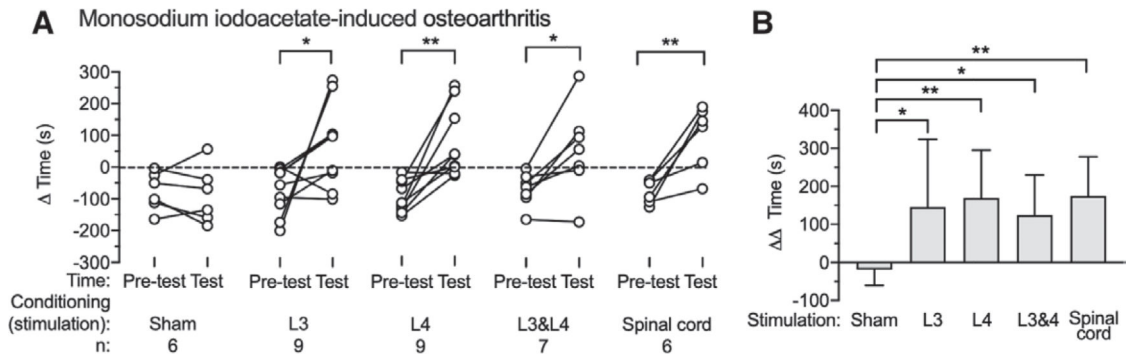 A Monosodium iodoacetate-induced osteoarthritis
* ** * **
300
200
100
0
-100
-200
-300
Δ Time (s)
Time: Pre-test Test Pre-test Test Pre-test Test Pre-test Test Pre-test Test
Conditioning
(stimulation): Sham L3 L4 L3&L4 Spinal cord
n: 6 9 9 7 6
B
**
*
**
*
400
300
200
100
0
-100
ΔΔ Time (s)
Stimulation: Sham L3 L4 L3&4 Spinal
cord